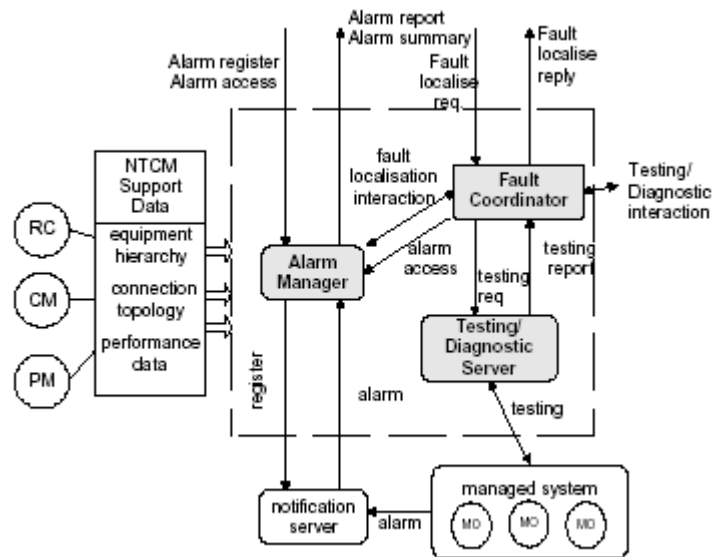 Alarm report
Alarm summary
Alarm register
Alarm access
Fault
localise
req.
Fault
localise
reply
NTCM
Support
Data
equipment
hierarchy
connection
topology
performance
data
RC
CM
PM
fault
localisation
interaction
Fault
Coordinator
Testing/
Diagnostic
interaction
Alarm
Manager
alarm
access
testing
req
testing
report
Testing/
Diagnostic
Server
register
alarm
testing
notification
server
alarm
managed system
MO
MO
MO